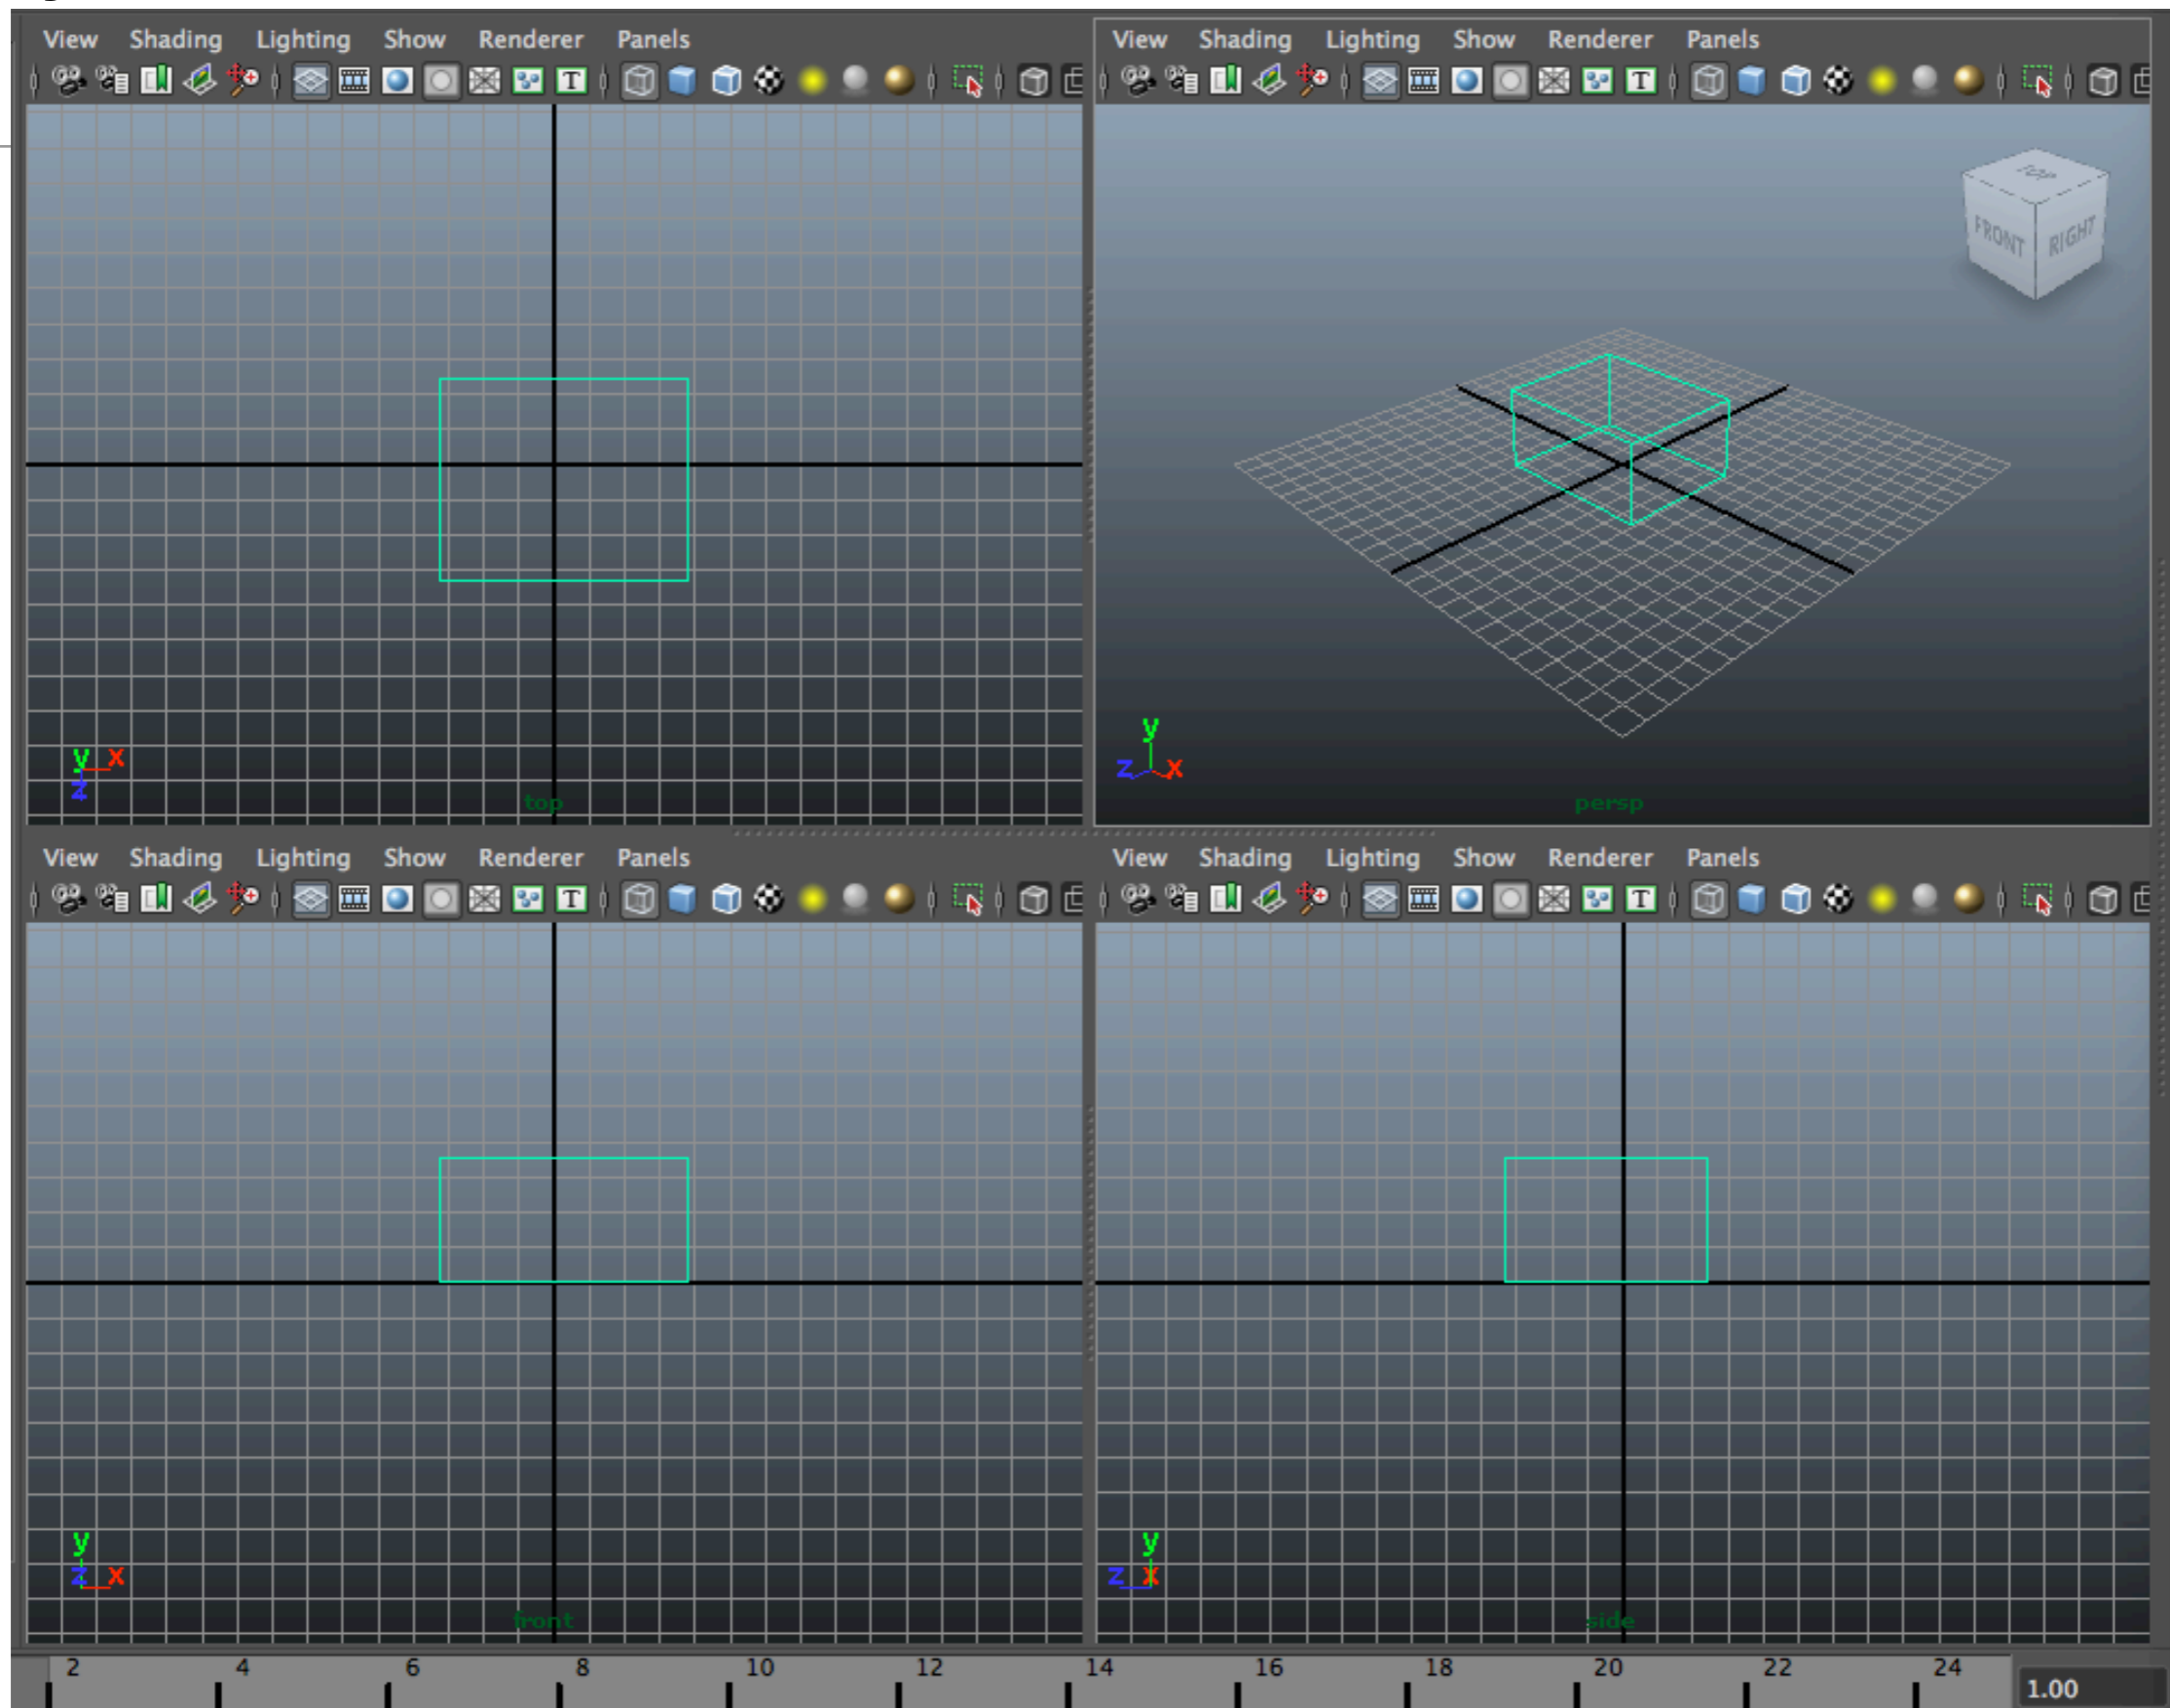 View Shading Lighting Show Renderer Panels
View Shading Lighting Show Renderer Panels
T
T
TOP
FRONT
RIGHT
y x
z
top
y
z x
persp
View Shading Lighting Show Renderer Panels
View Shading Lighting Show Renderer Panels
T
T
y
z x
front
y
z x
side
2 4 6 8 10 12 14 16 18 20 22 24
1.00